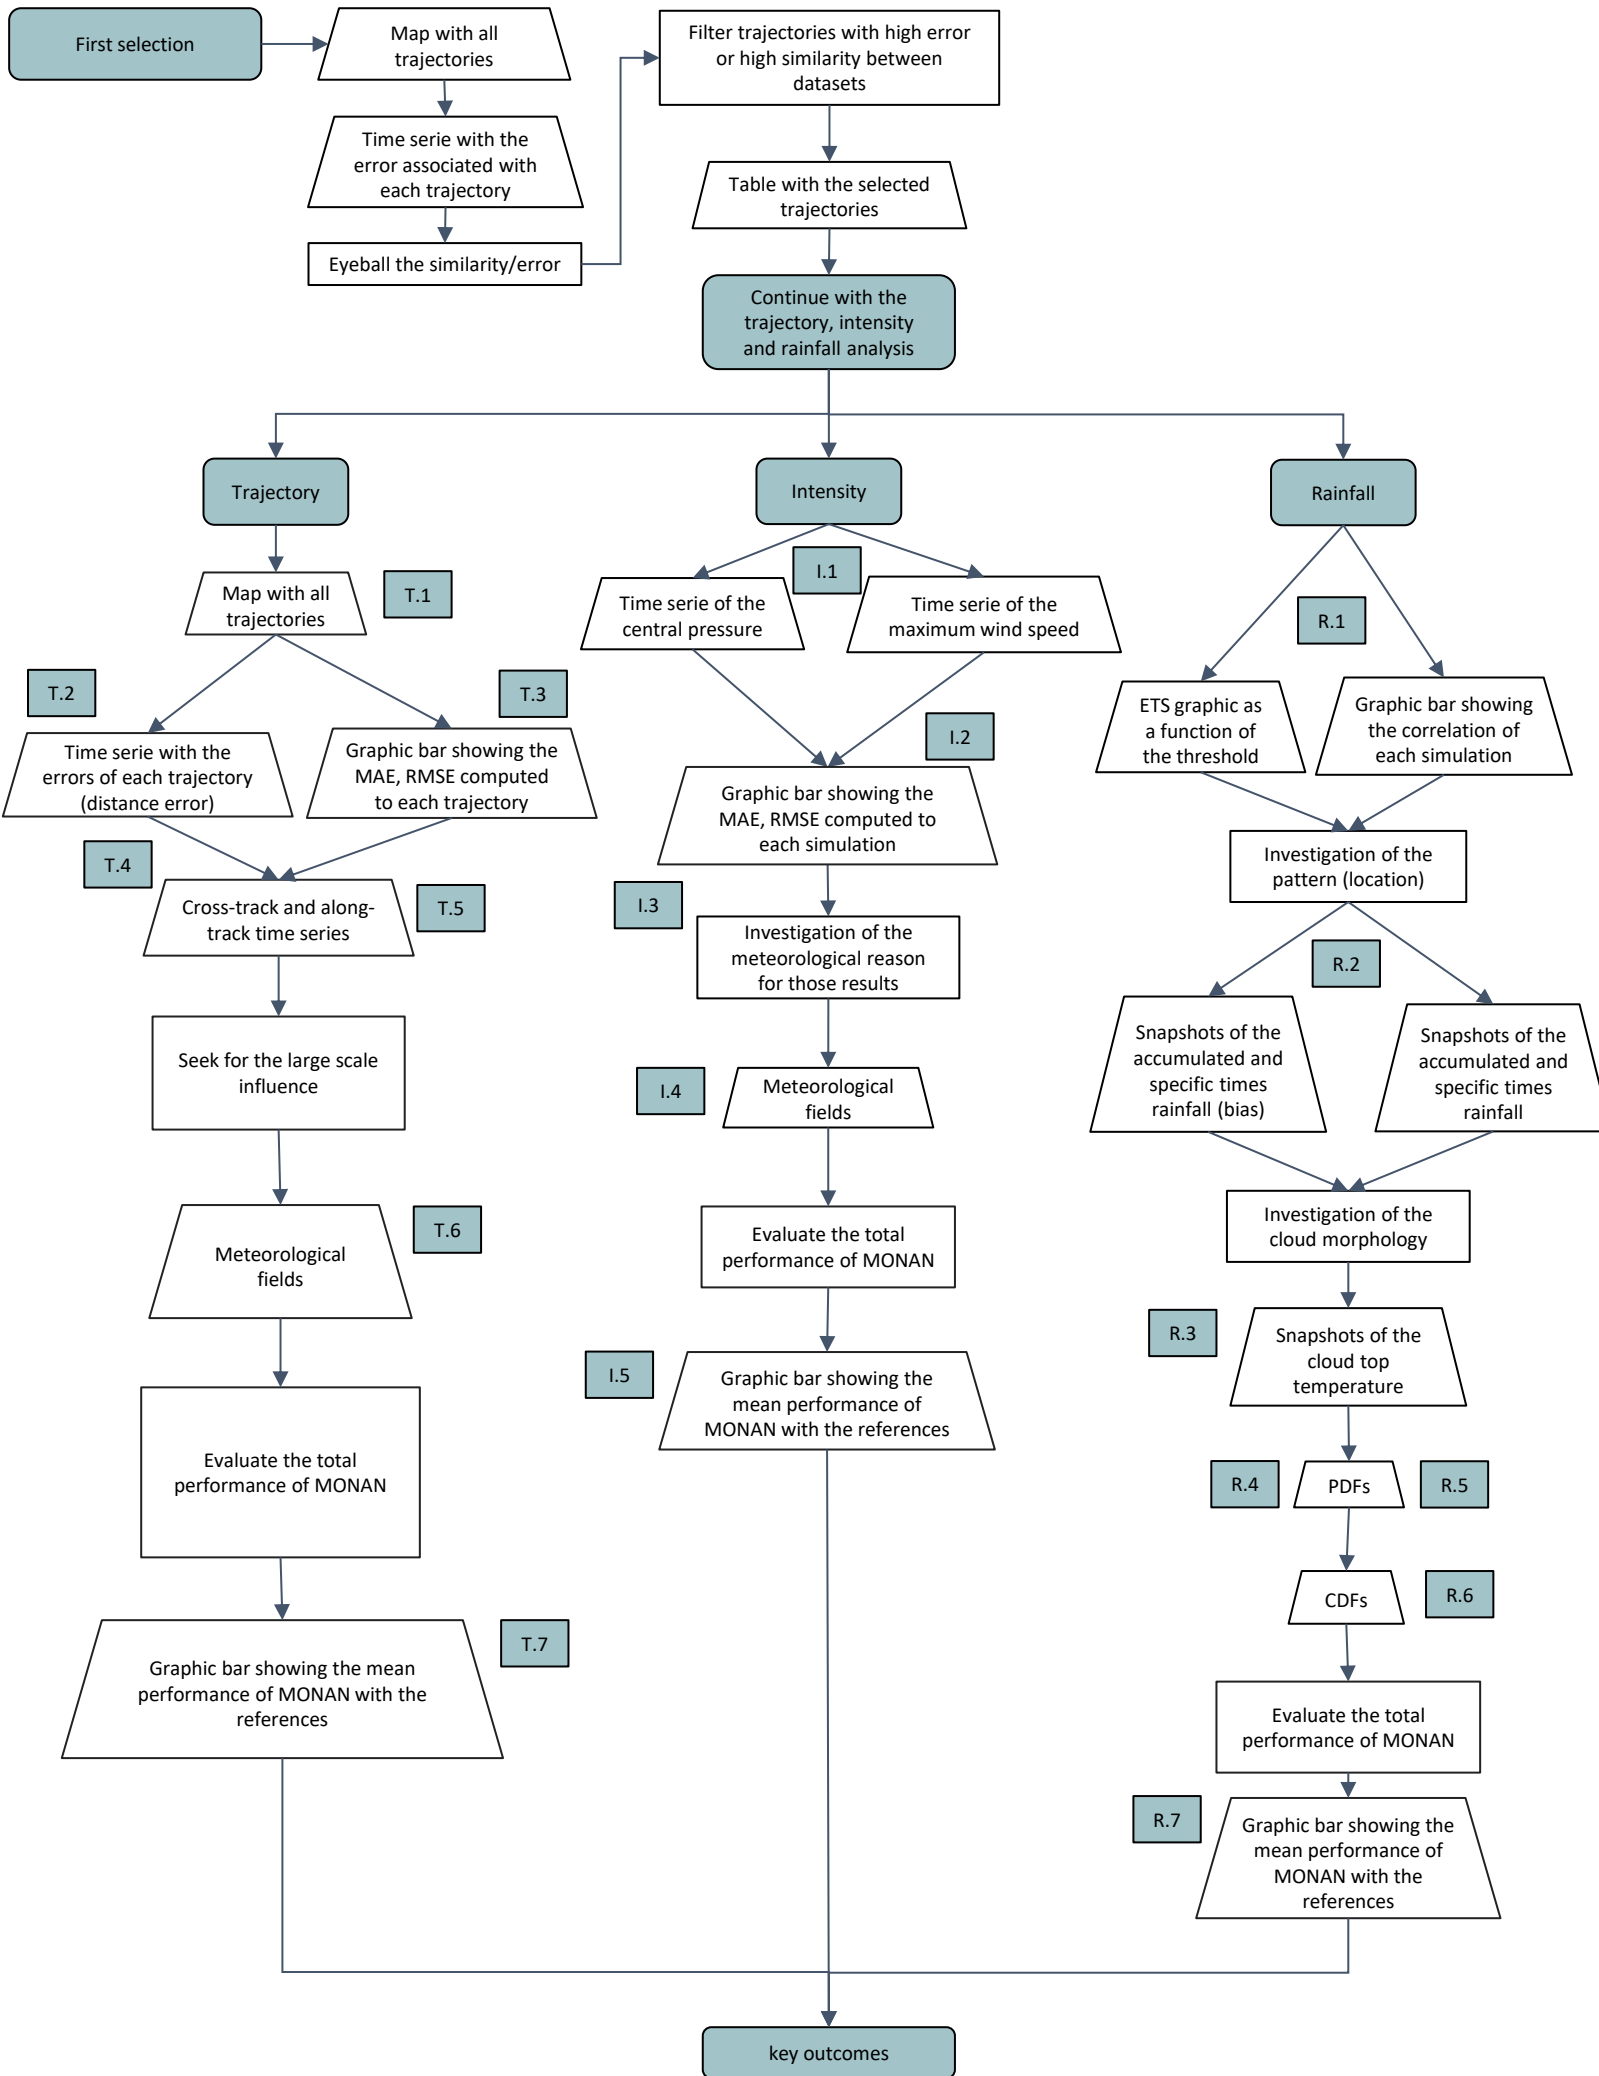 First selection
Map with all
trajectories
Time serie with the
error associated with
each trajectory
Eyeball the similarity/error
Filter trajectories with high error
or high similarity between
datasets
Table with the selected
trajectories
Continue with the
trajectory, intensity
and rainfall analysis
Trajectory
Map with all
trajectories
T.1
T.2
T.3
Time serie with the
errors of each trajectory
(distance error)
Graphic bar showing the
MAE, RMSE computed
to each trajectory
T.4
Cross-track and along-
track time series
T.5
Seek for the large scale
influence
Meteorological
fields
T.6
Evaluate the total
performance of MONAN
T.7
Graphic bar showing the mean
performance of MONAN with the
references
Intensity
I.1
Time serie of the
central pressure
Time serie of the
maximum wind speed
I.2
Graphic bar showing the
MAE, RMSE computed to
each simulation
I.3
Investigation of the
meteorological reason
for those results
I.4
Meteorological
fields
Evaluate the total
performance of MONAN
I.5
Graphic bar showing the
mean performance of
MONAN with the references
Rainfall
R.1
ETS graphic as
a function of
the threshold
Graphic bar showing
the correlation of
each simulation
Investigation of the
pattern (location)
R.2
Snapshots of the
accumulated and
specific times
rainfall (bias)
Snapshots of the
accumulated and
specific times
rainfall
Investigation of the
cloud morphology
R.3
Snapshots of the
cloud top
temperature
R.4
PDFs
R.5
CDFs
R.6
Evaluate the total
performance of MONAN
R.7
Graphic bar showing the
mean performance of
MONAN with the
references
key outcomes